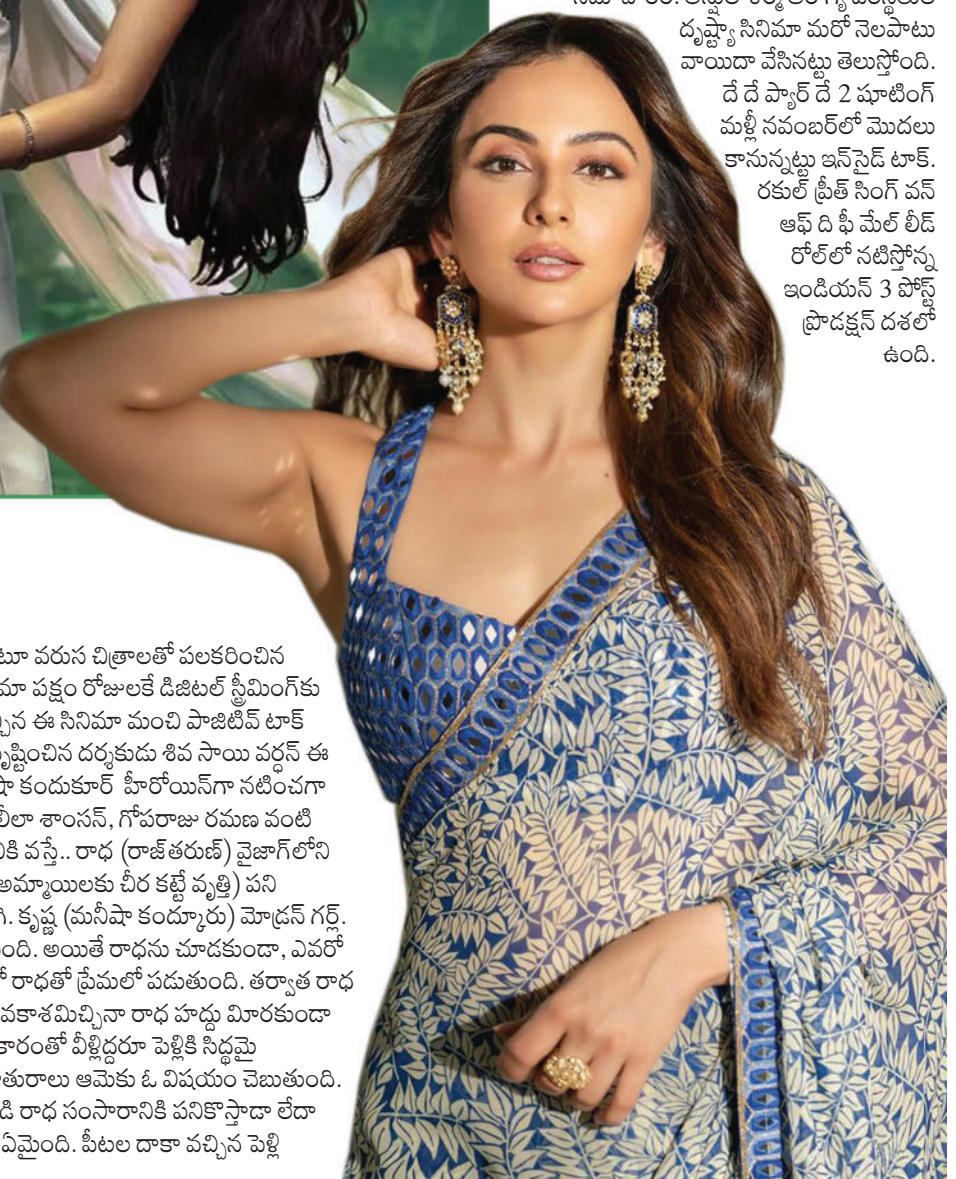 దృష్ట్యా సినిమా మరో నెలపాటు
వాయిదా వేసినట్టు తెలుస్తోంది.
దే దే ప్యార్ దే 2 షూటింగ్
మళ్లీ నవంబర్‌లో మొదలు
కానున్నట్టు ఇన్‌సైడ్ టాక్.
రకుల్ ప్రీత్ సింగ్ వన్
ఆఫ్ ది ఫీ మేల్ లీడ్
రోల్‌లో నటిస్తోన్న
ఇండియన్ 3 పోస్ట్
ప్రొడక్షన్ దశలో
ఉంది.
టూ వరుస చిత్రాలతో పలకరించిన
మా పక్షం రోజులకే డిజిటల్ స్ట్రీమింగ్‌కు
చ్చిన ఈ సినిమా మంచి పాజిటివ్ టాక్
సృష్టించిన దర్శకుడు శివ సాయి వర్ధన్ ఈ
షా కందుకూర్ హీరోయిన్‌గా నటించగా
లీలా శాంసన్, గోపరాజు రమణ వంటి
నికి వస్తే.. రాధ (రాజ్‌తరుణ్) వైజాగ్‌లోని
అమ్మాయిలకు చీర కట్టే వృత్తి) పని
గి. కృష్ణ (మనీషా కంద్కూరు) మోడ్రన్ గర్ల్.
ుంది. అయితే రాధను చూడకుండా, ఎవరో
రాధతో ప్రేమలో పడుతుంది. తర్వాత రాధ
వకాశమిచ్చినా రాధ హద్దు మీరకుండా
కారంతో వీళ్లిద్దరూ పెళ్లికి సిద్ధమై
ాతురాలు ఆమెకు ఓ విషయం చెబుతుంది.
డి రాధ సంసారానికి పనికొస్తాడా లేదా
ఏమైంది. పీటల దాకా వచ్చిన పెళ్లి